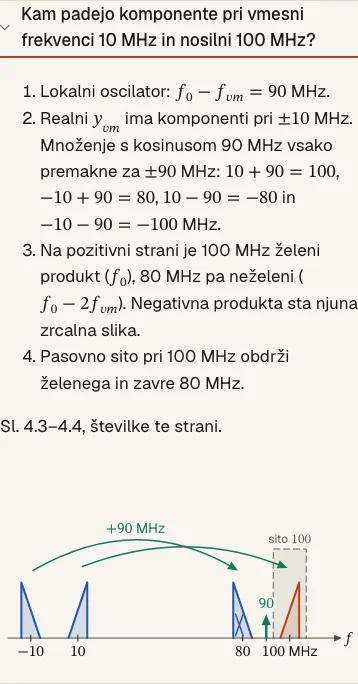 Kam padejo komponente pri vmesni
frekvenci 10 MHz in nosilni 100 MHz?
1. Lokalni oscilator: f₀ − fᵥₘ = 90 MHz.
2. Realni yᵥₘ ima komponenti pri ±10 MHz.
Množenje s kosinusom 90 MHz vsako
premakne za ±90 MHz: 10 + 90 = 100,
−10 + 90 = 80, 10 − 90 = −80 in
−10 − 90 = −100 MHz.
3. Na pozitivni strani je 100 MHz želeni
produkt (f₀), 80 MHz pa neželeni (
f₀ − 2fᵥₘ). Negativna produkta sta njuna
zrcalna slika.
4. Pasovno sito pri 100 MHz obdrži
želenega in zavre 80 MHz.
Sl. 4.3–4.4, številke te strani.
+90 MHz
sito 100
90
−10 10 80 100 MHz f